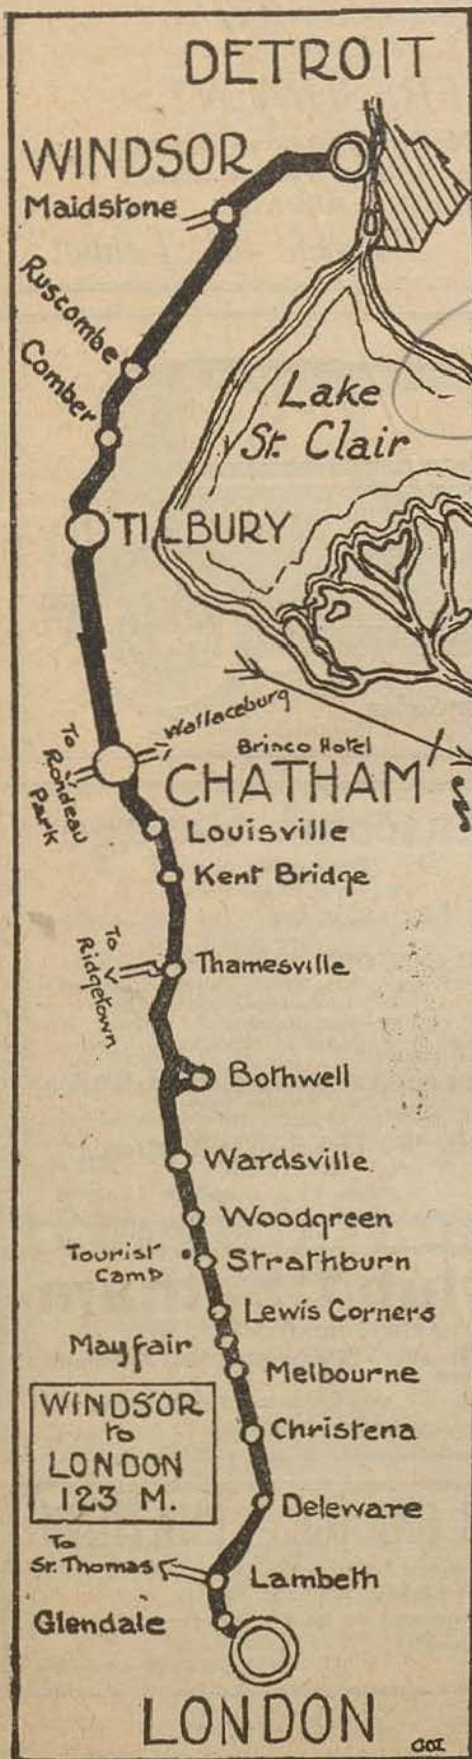 DETROIT
WINDSOR
Maidstone
Ruscombe
Comber
Lake
St. Clair
TILBURY
Wallaceburg
To
Rondeau
Park
Brinco Hotel
CHATHAM
N
Louisville
Kent Bridge
To
Ridgetown
Thamesville
Bothwell
Wardsville
Woodgreen
Tourist
Camp
Strathburn
Lewis Corners
Mayfair
Melbourne
WINDSOR
to
LONDON
123 M.
Christena
Deleware
To
St. Thomas
Lambeth
Glendale
LONDON